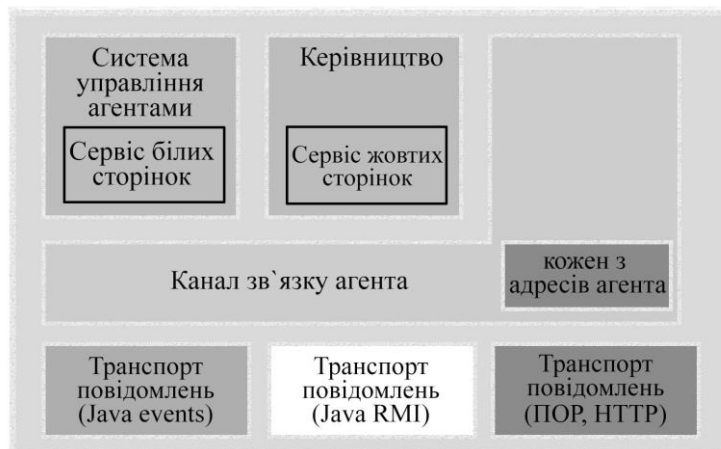 Система
управління
агентами
Сервіс білих
сторінок
Керівництво
Сервіс жовтих
сторінок
Канал зв`язку агента
кожен з
адресів агента
Транспорт
повідомлень
(Java events)
Транспорт
повідомлень
(Java RMI)
Транспорт
повідомлень
(ПОР, HTTP)